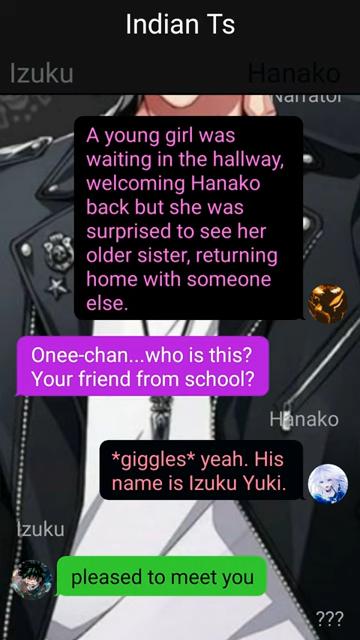 Indian Ts
Izuku
Hanako
Narrator
A young girl was
waiting in the hallway,
welcoming Hanako
back but she was
surprised to see her
older sister, returning
home with someone
else.
Onee-chan...who is this?
Your friend from school?
Hanako
*giggles* yeah. His
name is Izuku Yuki.
Izuku
pleased to meet you
???